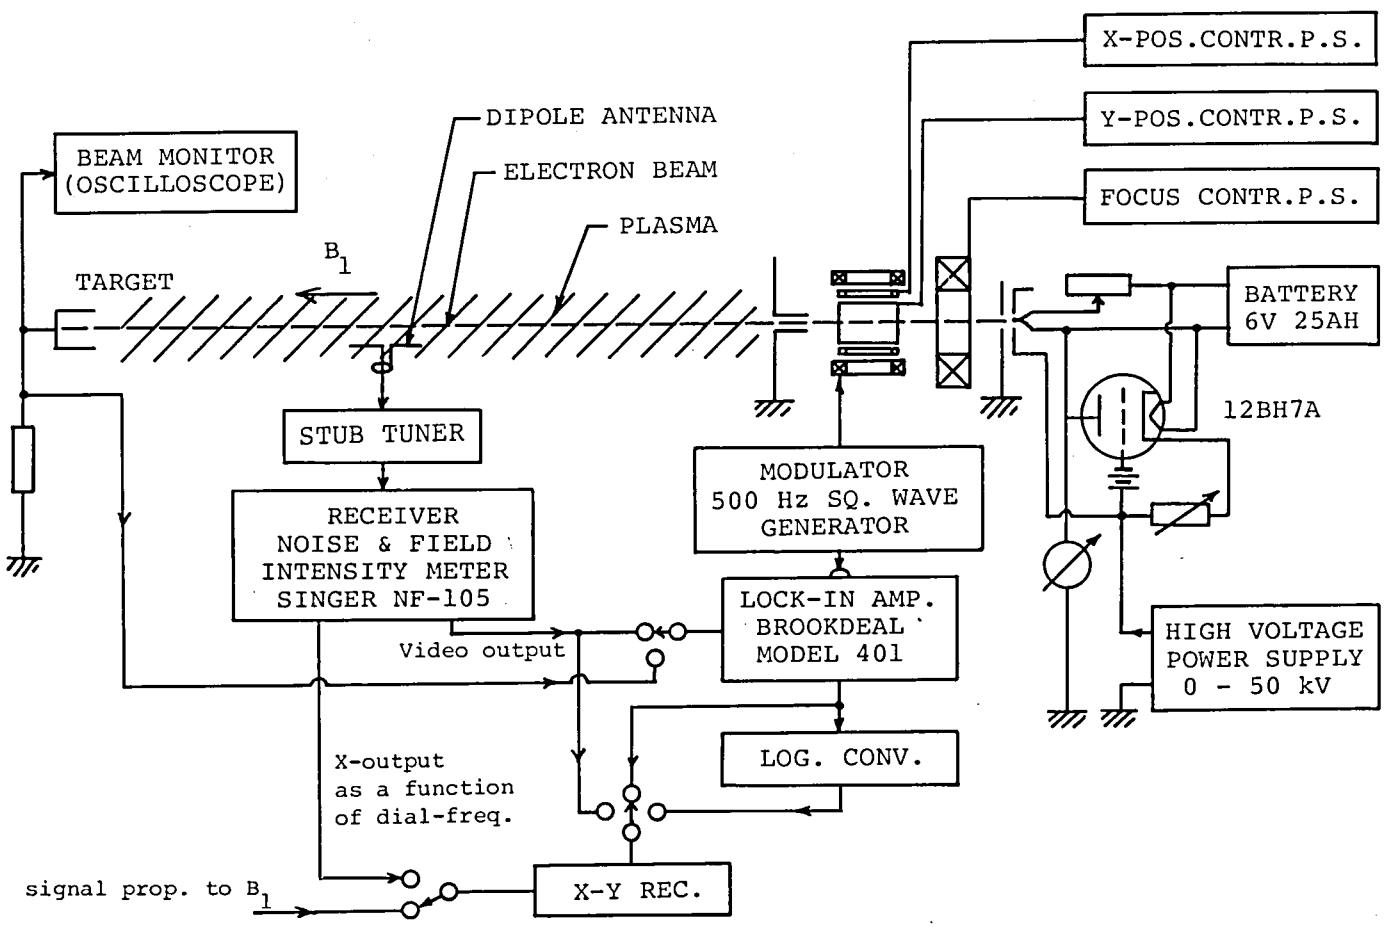 X-POS.CONTR.P.S.
Y-POS.CONTR.P.S.
FOCUS CONTR.P.S.
DIPOLE ANTENNA
ELECTRON BEAM
PLASMA
BEAM MONITOR
(OSCILLOSCOPE)
B1
TARGET
BATTERY
6V 25AH
12BH7A
STUB TUNER
MODULATOR
500 Hz SQ. WAVE
GENERATOR
RECEIVER
NOISE & FIELD
INTENSITY METER
SINGER NF-105
LOCK-IN AMP.
BROOKDEAL
MODEL 401
HIGH VOLTAGE
POWER SUPPLY
0 - 50 kV
Video output
LOG. CONV.
X-output
as a function
of dial-freq.
signal prop. to B1
X-Y REC.